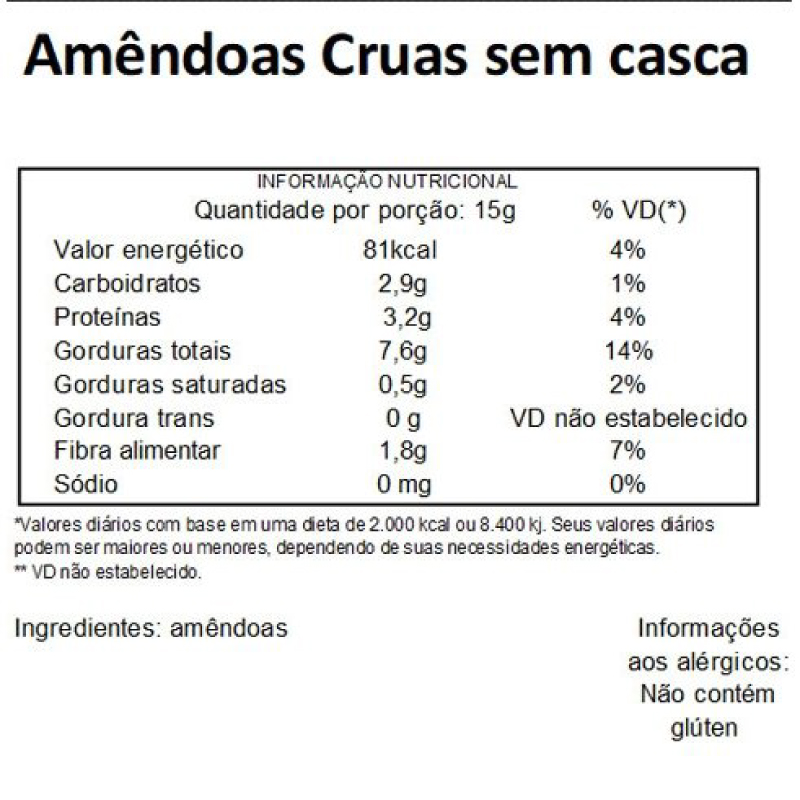 Amêndoas Cruas sem casca
INFORMAÇÃO NUTRICIONAL
Quantidade por porção: 15g % VD(*)
Valor energético 81kcal 4%
Carboidratos 2,9g 1%
Proteínas 3,2g 4%
Gorduras totais 7,6g 14%
Gorduras saturadas 0,5g 2%
Gordura trans 0 g VD não estabelecido
Fibra alimentar 1,8g 7%
Sódio 0 mg 0%
*Valores diários com base em uma dieta de 2.000 kcal ou 8.400 kj. Seus valores diários
podem ser maiores ou menores, dependendo de suas necessidades energéticas.
** VD não estabelecido.
Ingredientes: amêndoas
Informações
aos alérgicos:
Não contém
glúten